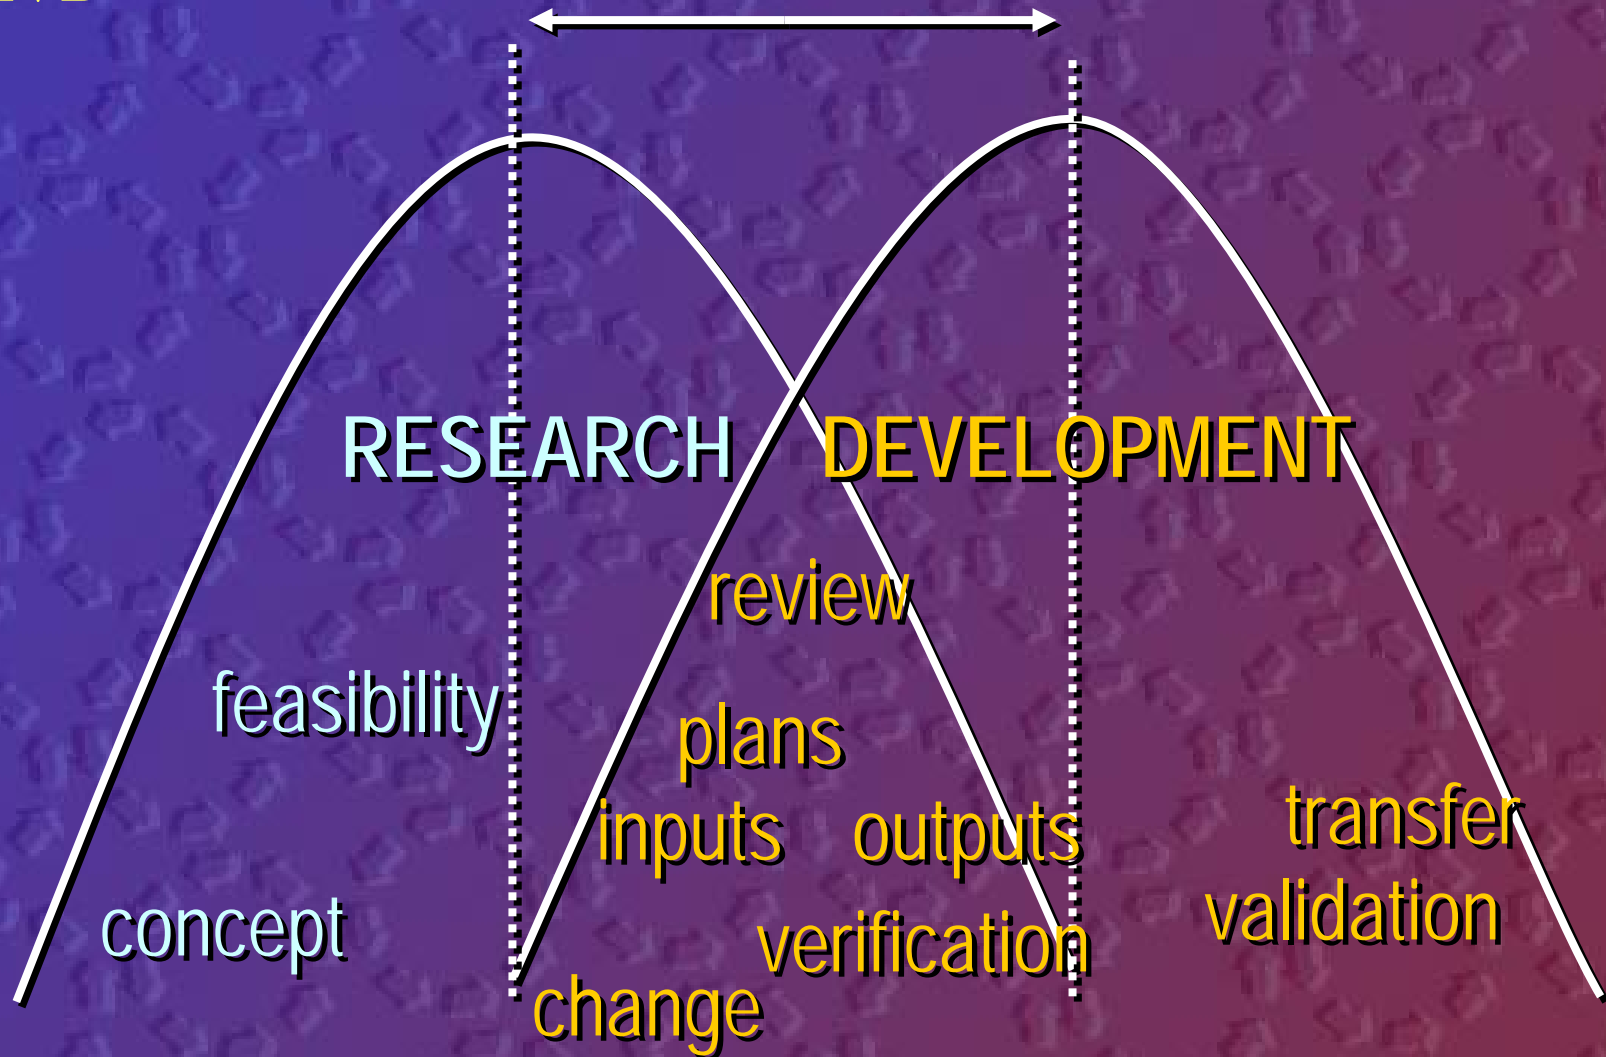 RESEARCH DEVELOPMENT
review
feasibility
plans
inputs outputs
transfer
concept
validation
verification
change